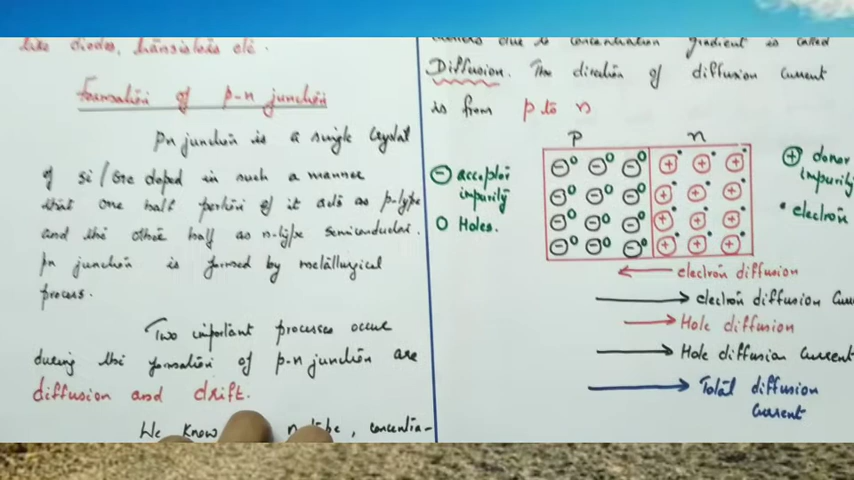 like diodes, transistors etc.
Formation of p-n junction
Pn junction is a single crystal
of Si/Ge doped in such a manner
that one half portion of it acts as p-type
and the other half as n-type semiconductor.
pn junction is formed by metallurgical
process.
Two important processes occur
during the formation of p-n junction are
diffusion and drift.
We know n-type, concentra-
due to concentration gradient is called
Diffusion. The direction of diffusion current
is from p to n
P n
- acceptor
impurity
O Holes.
+ donor
impurity
• electron
electron diffusion
electron diffusion Cu
Hole diffusion
Hole diffusion Current
Total diffusion
Current